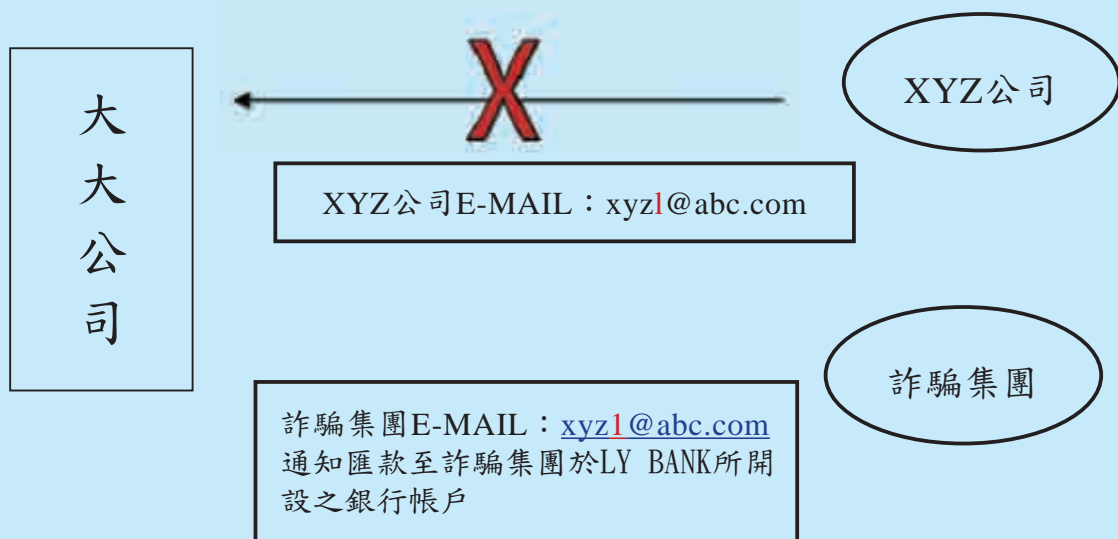 大大公司
X
XYZ公司
XYZ公司E-MAIL：xyzl@abc.com
詐騙集團
詐騙集團E-MAIL：xyz1@abc.com
通知匯款至詐騙集團於LY BANK所開
設之銀行帳戶